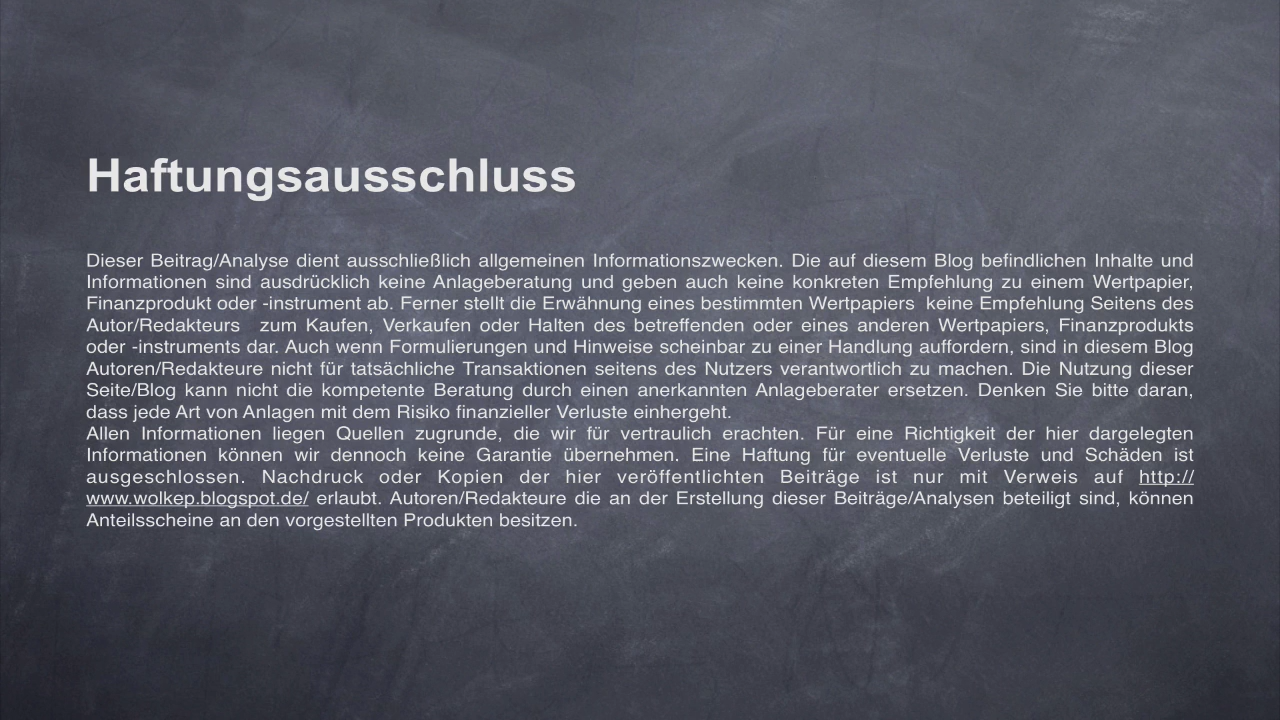 Haftungsausschluss
Dieser Beitrag/Analyse dient ausschließlich allgemeinen Informationszwecken. Die auf diesem Blog befindlichen Inhalte und
Informationen sind ausdrücklich keine Anlageberatung und geben auch keine konkreten Empfehlung zu einem Wertpapier,
Finanzprodukt oder -instrument ab. Ferner stellt die Erwähnung eines bestimmten Wertpapiers  keine Empfehlung Seitens des
Autor/Redakteurs  zum Kaufen, Verkaufen oder Halten des betreffenden oder eines anderen Wertpapiers, Finanzprodukts
oder -instruments dar. Auch wenn Formulierungen und Hinweise scheinbar zu einer Handlung auffordern, sind in diesem Blog
Autoren/Redakteure nicht für tatsächliche Transaktionen seitens des Nutzers verantwortlich zu machen. Die Nutzung dieser
Seite/Blog kann nicht die kompetente Beratung durch einen anerkannten Anlageberater ersetzen. Denken Sie bitte daran,
dass jede Art von Anlagen mit dem Risiko finanzieller Verluste einhergeht.
Allen Informationen liegen Quellen zugrunde, die wir für vertraulich erachten. Für eine Richtigkeit der hier dargelegten
Informationen können wir dennoch keine Garantie übernehmen. Eine Haftung für eventuelle Verluste und Schäden ist
ausgeschlossen. Nachdruck oder Kopien der hier veröffentlichten Beiträge ist nur mit Verweis auf http://
www.wolkep.blogspot.de/ erlaubt. Autoren/Redakteure die an der Erstellung dieser Beiträge/Analysen beteiligt sind, können
Anteilsscheine an den vorgestellten Produkten besitzen.